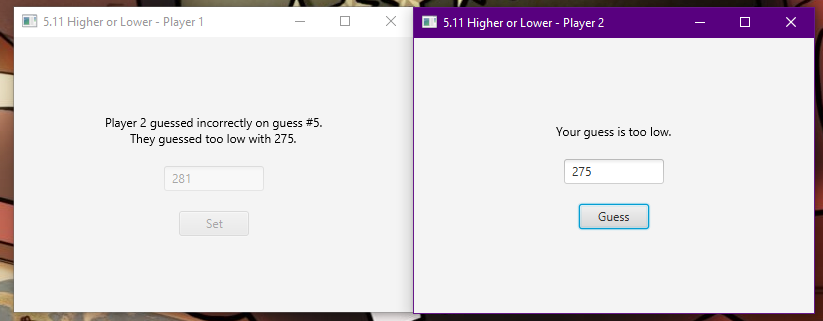 5.11 Higher or Lower - Player 1
Player 2 guessed incorrectly on guess #5.
They guessed too low with 275.
281
Set
5.11 Higher or Lower - Player 2
Your guess is too low.
275
Guess